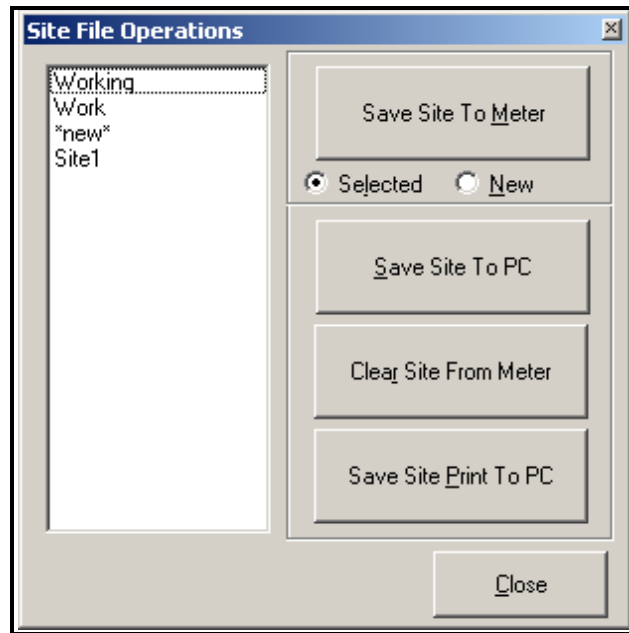 Site File Operations
Working
Work
*new*
Site1
Save Site To Meter
Selected New
Save Site To PC
Clear Site From Meter
Save Site Print To PC
Close